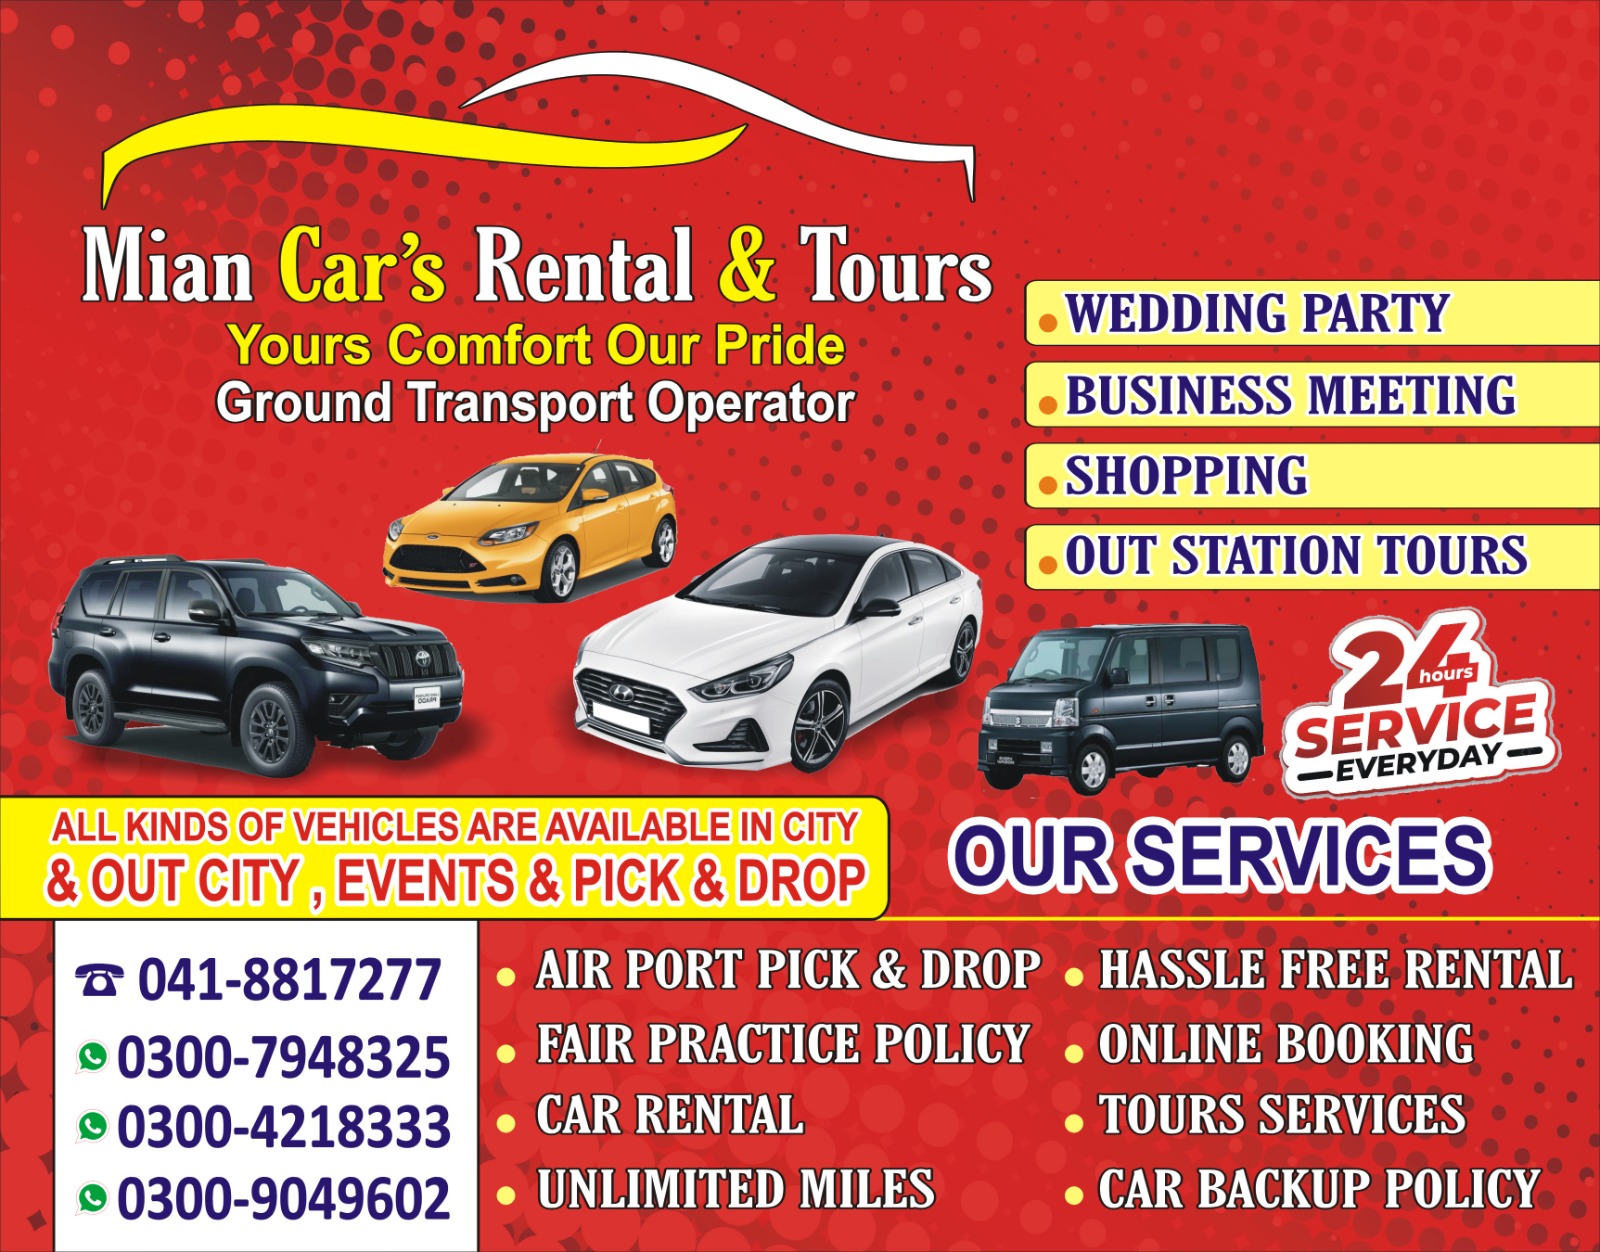 Mian Car's Rental & Tours
Yours Comfort Our Pride
Ground Transport Operator
WEDDING PARTY
BUSINESS MEETING
SHOPPING
OUT STATION TOURS
24 hours
SERVICE
EVERYDAY
ALL KINDS OF VEHICLES ARE AVAILABLE IN CITY
& OUT CITY , EVENTS & PICK & DROP
OUR SERVICES
041-8817277
0300-7948325
0300-4218333
0300-9049602
AIR PORT PICK & DROP
FAIR PRACTICE POLICY
CAR RENTAL
UNLIMITED MILES
HASSLE FREE RENTAL
ONLINE BOOKING
TOURS SERVICES
CAR BACKUP POLICY